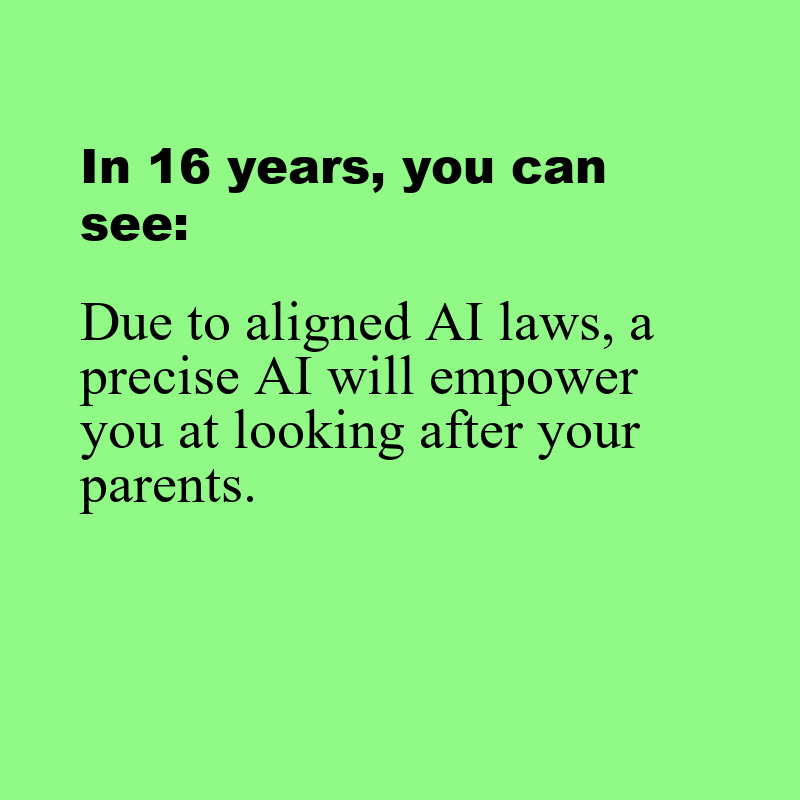 In 16 years, you can
see:
Due to aligned AI laws, a
precise AI will empower
you at looking after your
parents.